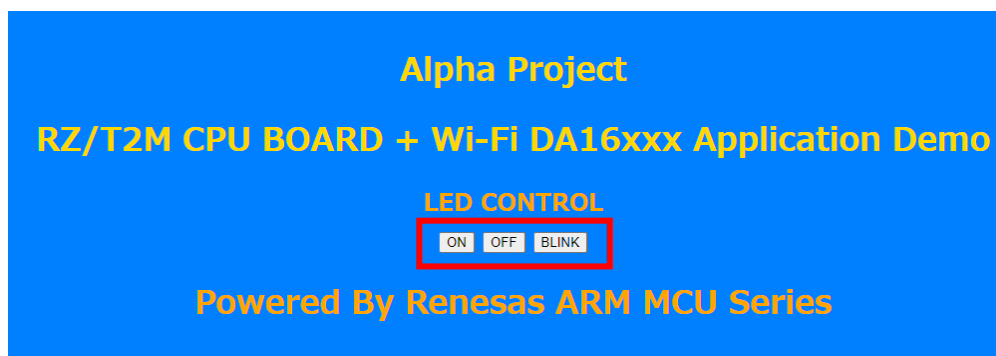 Alpha Project
RZ/T2M CPU BOARD + Wi-Fi DA16xxx Application Demo
LED CONTROL
ON OFF BLINK
Powered By Renesas ARM MCU Series